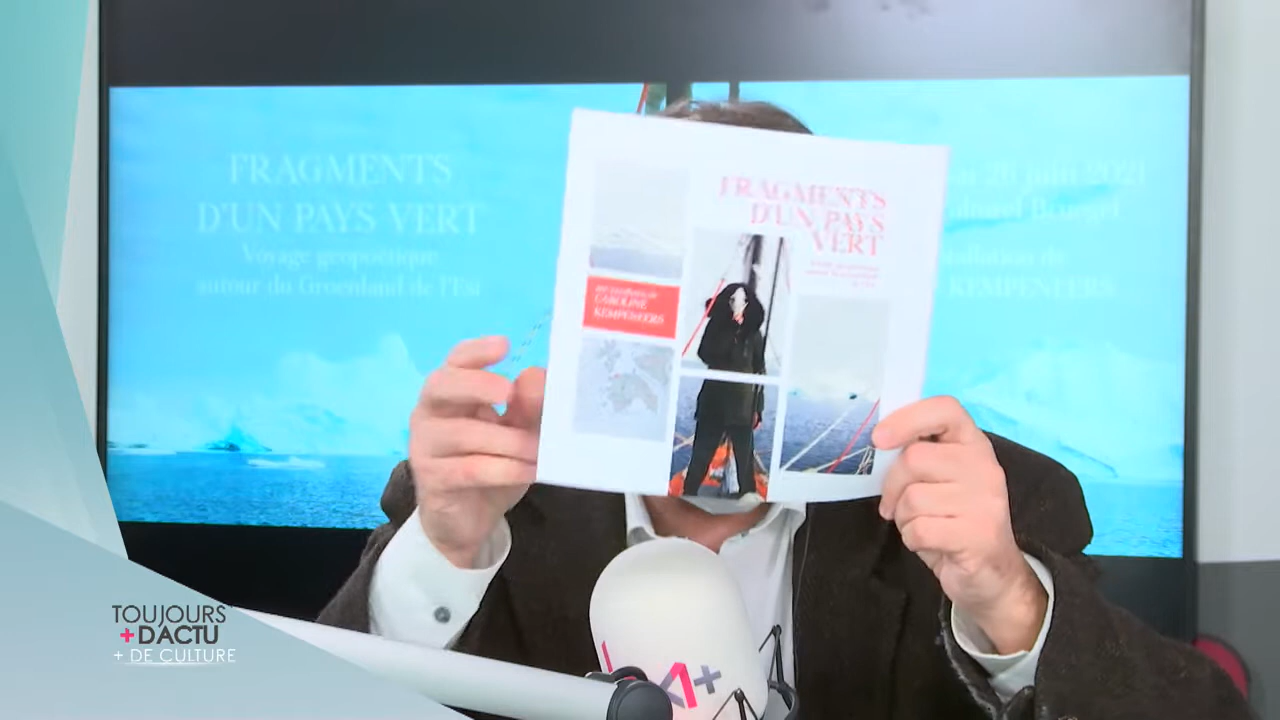 FRAGMENTS
D'UN PAYS VERT
Voyage géopoétique
autour du Groenland de l'Est
28 juin 2021
KEMPENEERS
FRAGMENTS
D'UN PAYS
VERT
CAROLINE
KEMPENEERS
TOUJOURS
+D'ACTU
+ DE CULTURE